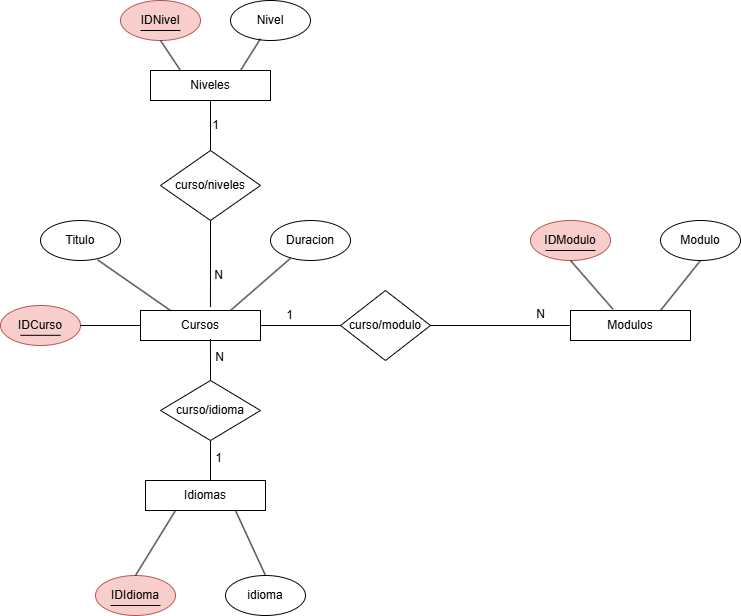 IDNivel
Nivel
Niveles
1
curso/niveles
Titulo
Duracion
IDModulo
Modulo
N
IDCurso
Cursos
1
curso/modulo
N
Modulos
N
curso/idioma
1
Idiomas
IDIdioma
idioma